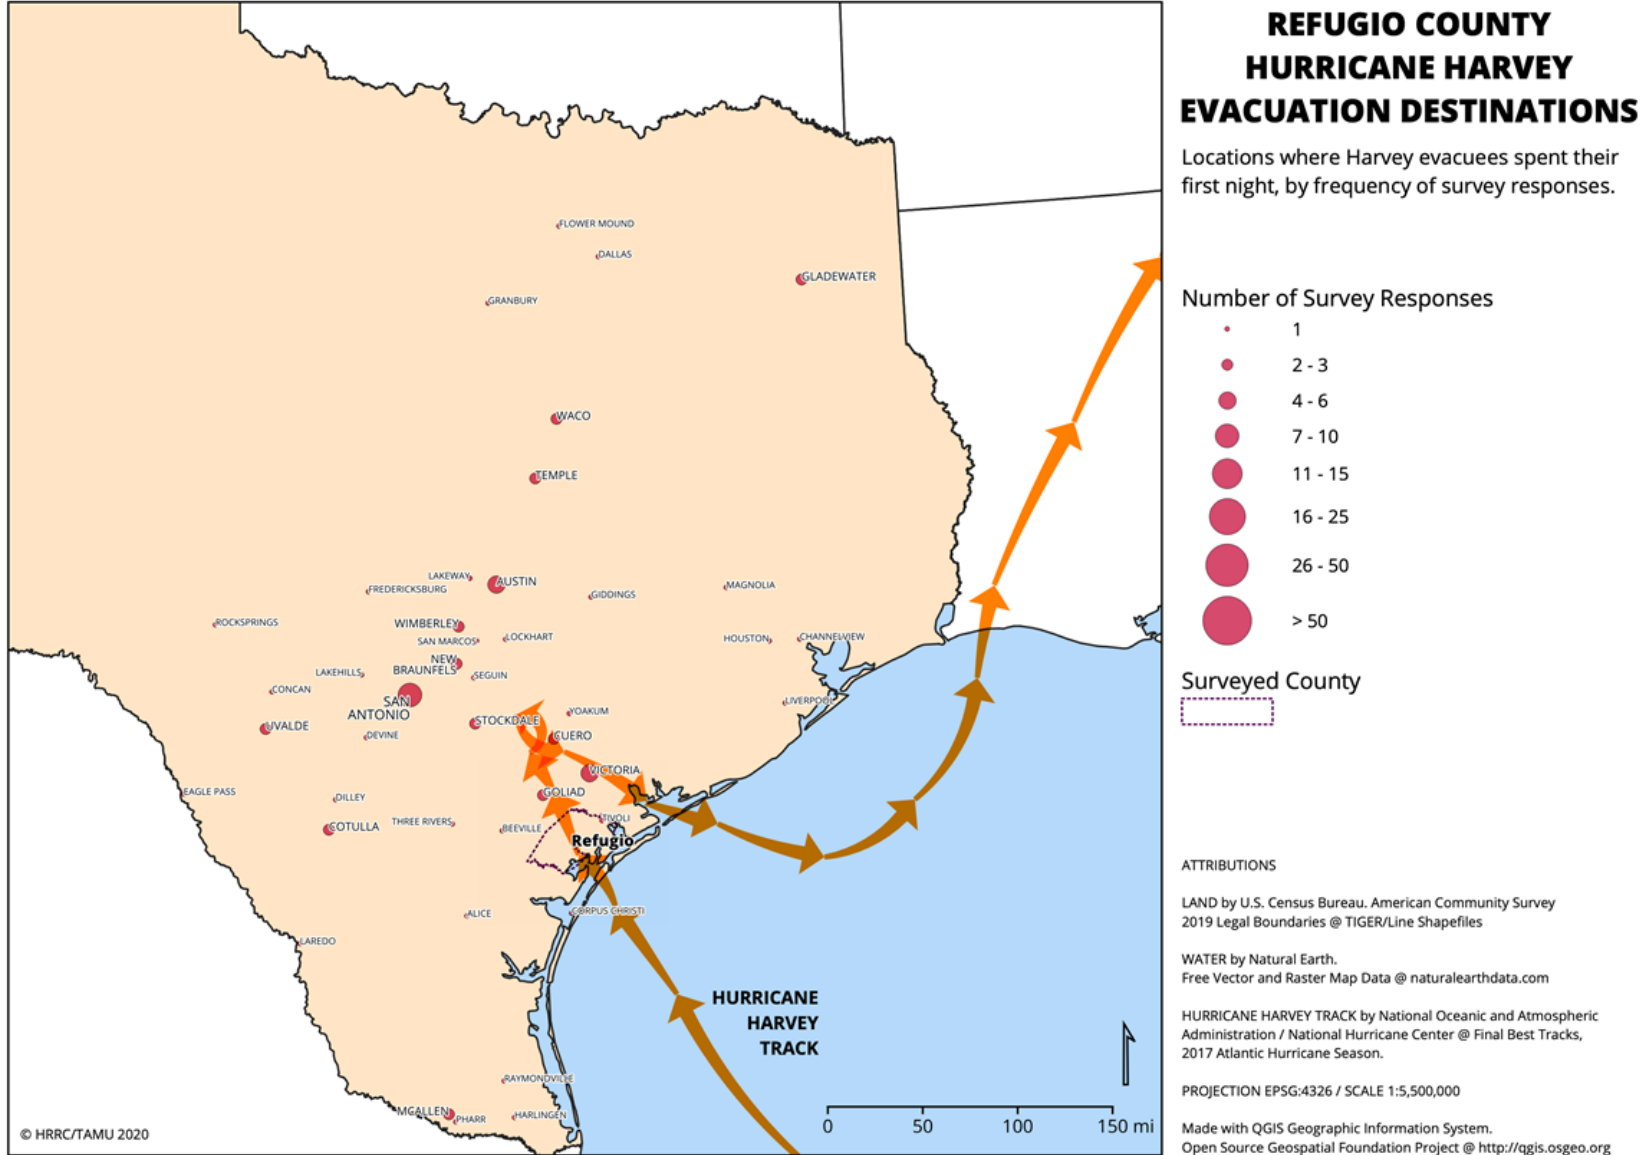 REFUGIO COUNTY
HURRICANE HARVEY
EVACUATION DESTINATIONS
Locations where Harvey evacuees spent their
first night, by frequency of survey responses.
Number of Survey Responses
1
2 - 3
4 - 6
7 - 10
11 - 15
16 - 25
26 - 50
> 50
Surveyed County
ATTRIBUTIONS
LAND by U.S. Census Bureau. American Community Survey
2019 Legal Boundaries @ TIGER/Line Shapefiles
WATER by Natural Earth.
Free Vector and Raster Map Data @ naturalearthdata.com
HURRICANE HARVEY TRACK by National Oceanic and Atmospheric
Administration / National Hurricane Center @ Final Best Tracks,
2017 Atlantic Hurricane Season.
PROJECTION EPSG:4326 / SCALE 1:5,500,000
Made with QGIS Geographic Information System.
Open Source Geospatial Foundation Project @ http://qgis.osgeo.org
FLOWER MOUND
DALLAS
GLADEWATER
GRANBURY
WACO
TEMPLE
LAKEWAY
AUSTIN
FREDERICKSBURG
GIDDINGS
MAGNOLIA
ROCKSPRINGS
WIMBERLEY
SAN MARCOS
LOCKHART
HOUSTON
CHANNELVIEW
NEW
BRAUNFELS
LAKEHILLS
SEGUIN
CONCAN
SAN
ANTONIO
LIVERPOOL
YOAKUM
STOCKDALE
UVALDE
DEVINE
CUERO
VICTORIA
EAGLE PASS
DILLEY
GOLIAD
COTULLA
THREE RIVERS
BEEVILLE
TIVOLI
Refugio
ALICE
CORPUS CHRISTI
LAREDO
HURRICANE
HARVEY
TRACK
RAYMONDVILLE
MCALLEN
PHARR
HARLINGEN
0 50 100 150 mi
© HRRC/TAMU 2020